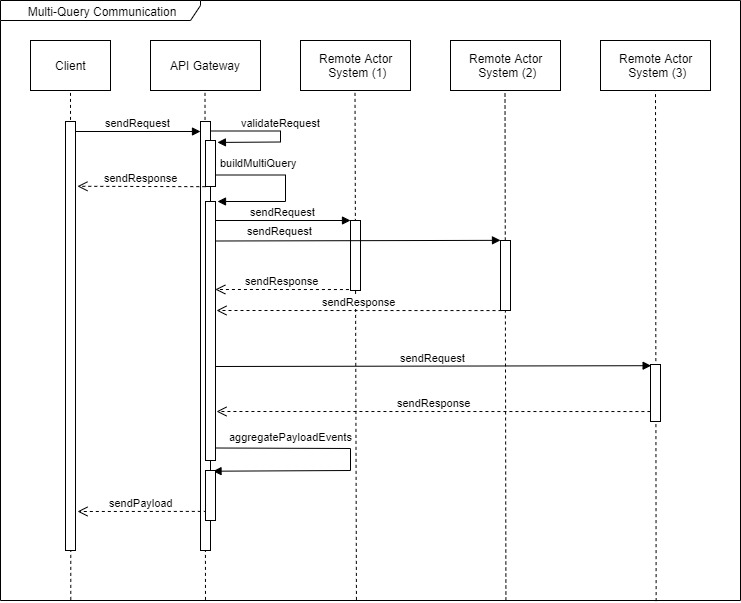 Multi-Query Communication
Client
API Gateway
Remote Actor
System (1)
Remote Actor
System (2)
Remote Actor
System (3)
sendRequest
validateRequest
buildMultiQuery
sendResponse
sendRequest
sendRequest
sendResponse
sendResponse
sendRequest
sendResponse
aggregatePayloadEvents
sendPayload